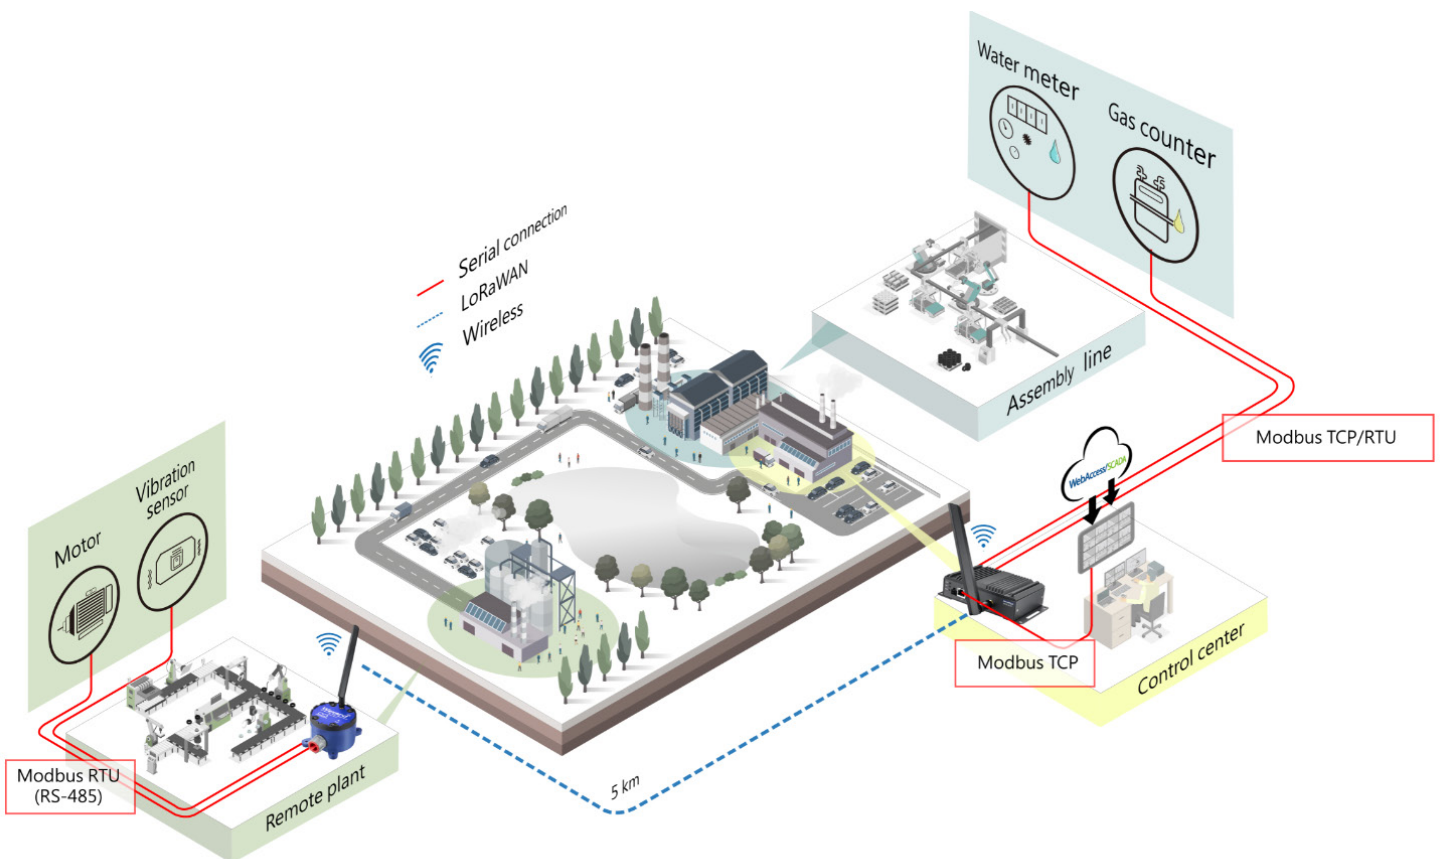 Water meter
Gas counter
Serial connection
LoRaWAN
Wireless
Assembly line
Modbus TCP/RTU
WebAccess/SCADA
Vibration
sensor
Motor
Modbus TCP
Control center
Modbus RTU
(RS-485)
Remote plant
5 km